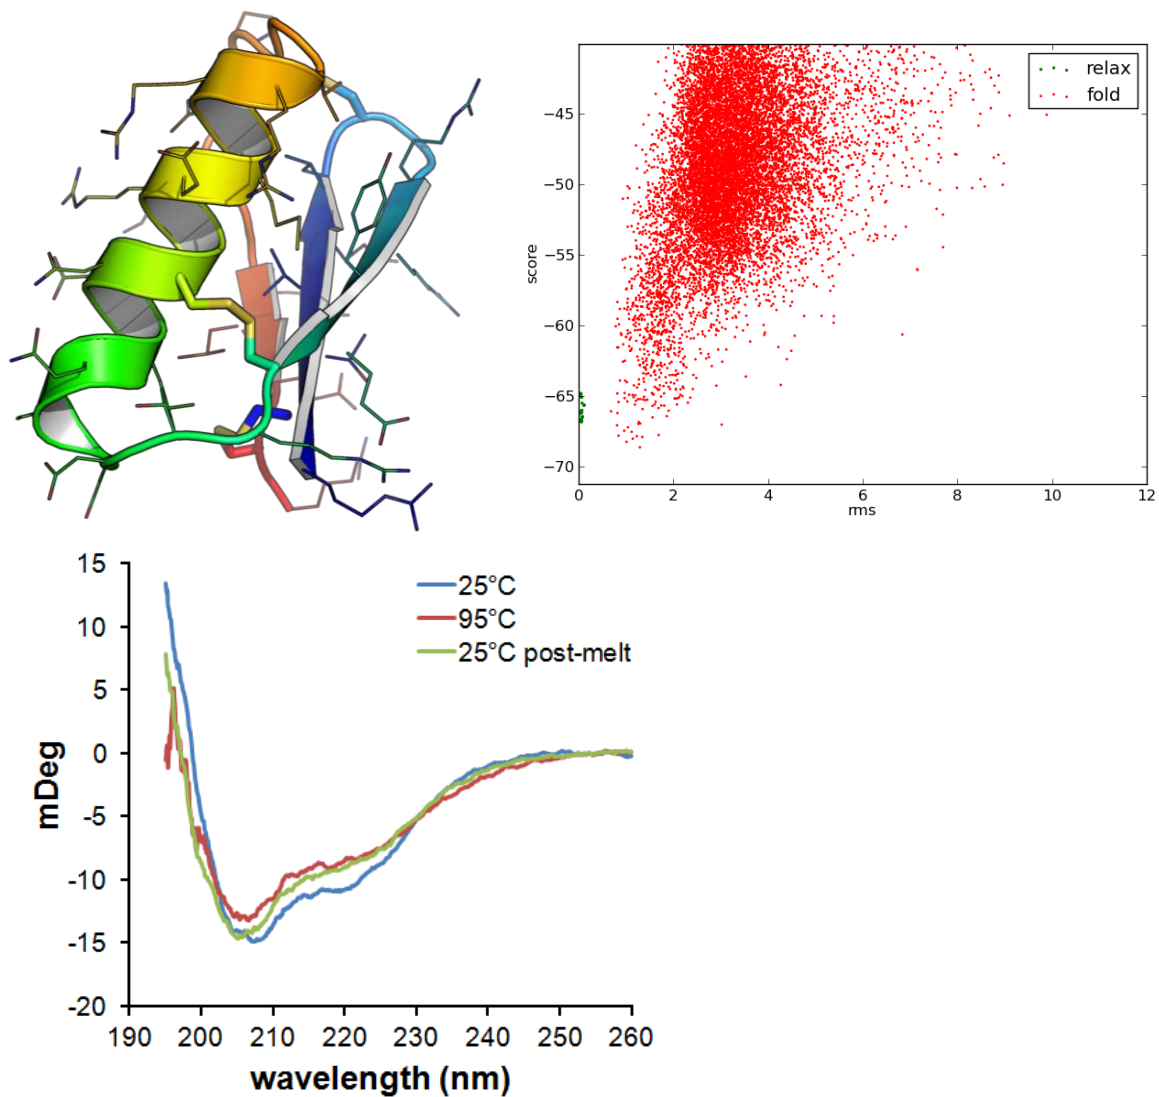 relax
fold
score
−45
−50
−55
−60
−65
−70
0 2 4 6 8 10 12
rms
25°C
95°C
25°C post-melt
mDeg
15
10
5
0
-5
-10
-15
-20
190 200 210 220 230 240 250 260
wavelength (nm)